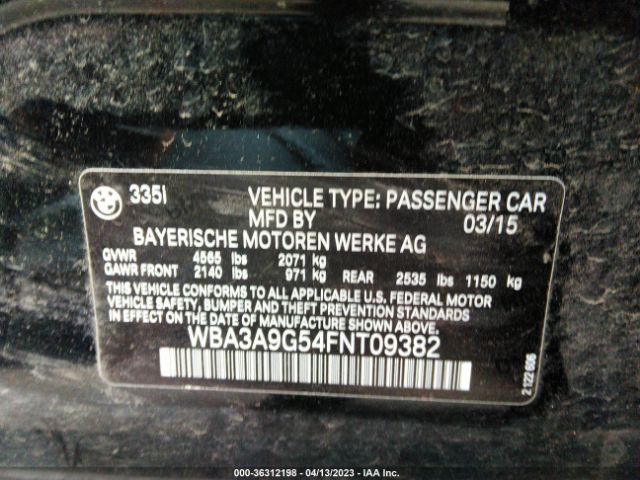 335I VEHICLE TYPE: PASSENGER CAR
MFD BY 03/15
BAYERISCHE MOTOREN WERKE AG
GVWR 4565 lbs 2071 kg
GAWR FRONT 2140 lbs 971 kg REAR 2535 lbs 1150 kg
THIS VEHICLE CONFORMS TO ALL APPLICABLE U.S. FEDERAL MOTOR
VEHICLE SAFETY, BUMPER AND THEFT PREVENTION STANDARDS IN
EFFECT ON THE DATE OF MANUFACTURE SHOWN ABOVE.
WBA3A9G54FNT09382
2122606
000-36312198 - 04/13/2023 - IAA Inc.